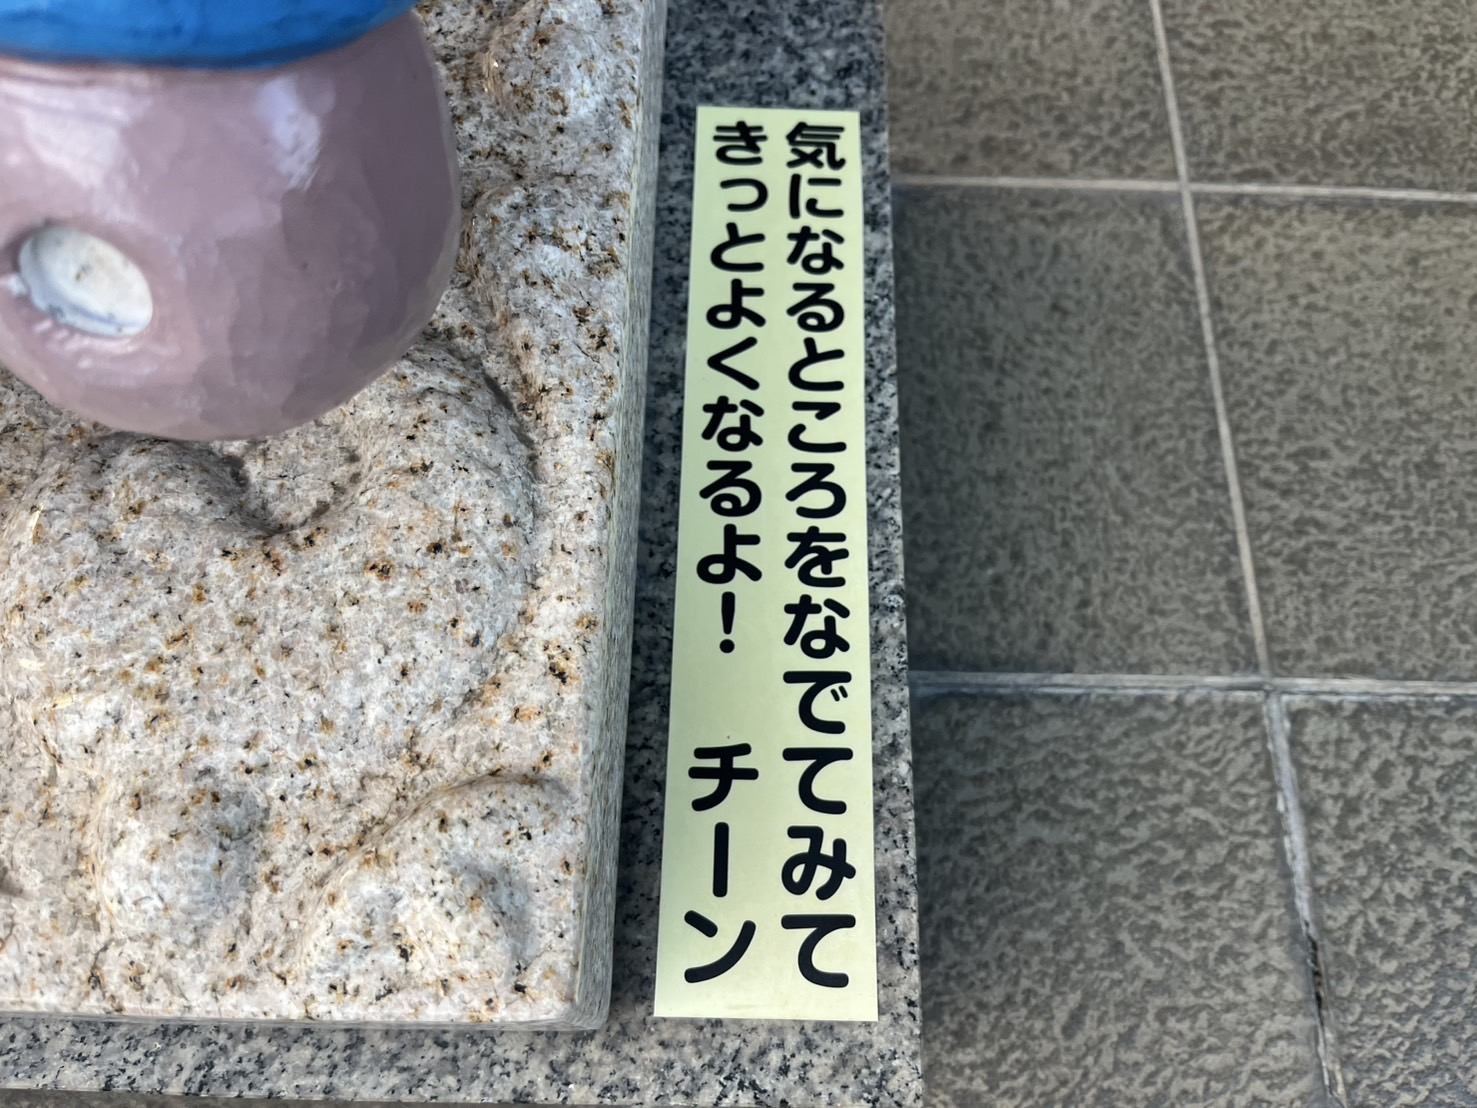 気になるところをなでてみて
きっとよくなるよ！　チーン